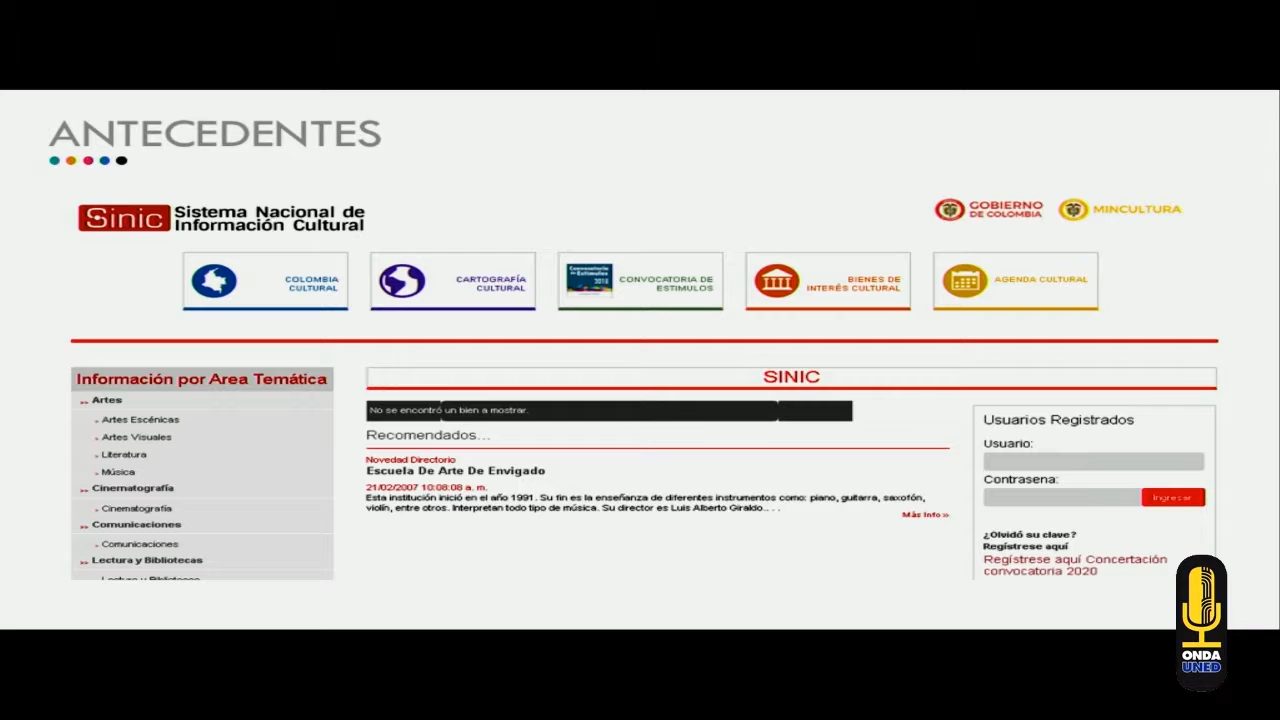 ANTECEDENTES
Sinic
Sistema Nacional de
Información Cultural
GOBIERNO
DE COLOMBIA
MINCULTURA
COLOMBIA
CULTURAL
CARTOGRAFÍA
CULTURAL
Convocatoria
de Estímulos
2018
CONVOCATORIA DE
ESTIMULOS
BIENES DE
INTERÉS CULTURAL
AGENDA CULTURAL
Información por Area Temática
Artes
Artes Escénicas
Artes Visuales
Literatura
Música
Cinematografía
Cinematografía
Comunicaciones
Comunicaciones
Lectura y Bibliotecas
Lectura y Bibliotecas
SINIC
No se encontró un bien a mostrar.
Recomendados...
Novedad Directorio
Escuela De Arte De Envigado
21/02/2007 10:08:08 a. m.
Esta institución inició en el año 1991. Su fin es la enseñanza de diferentes instrumentos como: piano, guitarra, saxofón,
violín, entre otros. Interpretan todo tipo de música. Su director es Luis Alberto Giraldo.. . .
Más Info »
Usuarios Registrados
Usuario:
Contrasena:
Ingresar
¿Olvidó su clave?
Regístrese aquí
Regístrese aquí Concertación
convocatoria 2020
ONDA
UNED